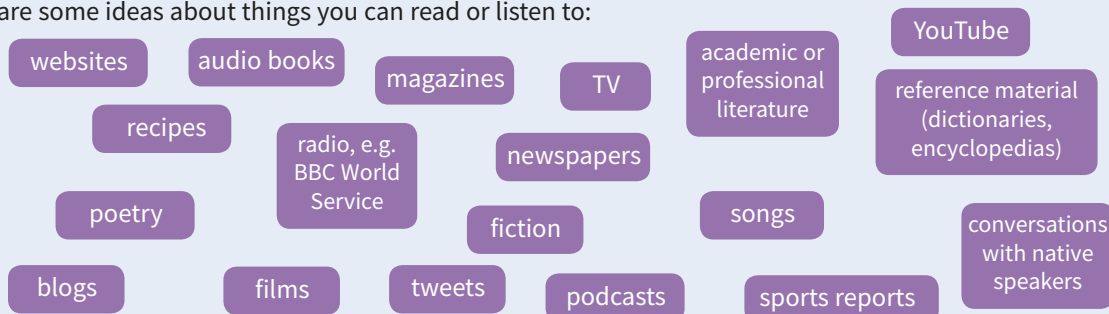 are some ideas about things you can read or listen to:
websites
audio books
magazines
TV
academic or
professional
literature
YouTube
reference material
(dictionaries,
encyclopedias)
recipes
radio, e.g.
BBC World
Service
newspapers
poetry
fiction
songs
conversations
with native
speakers
blogs
films
tweets
podcasts
sports reports